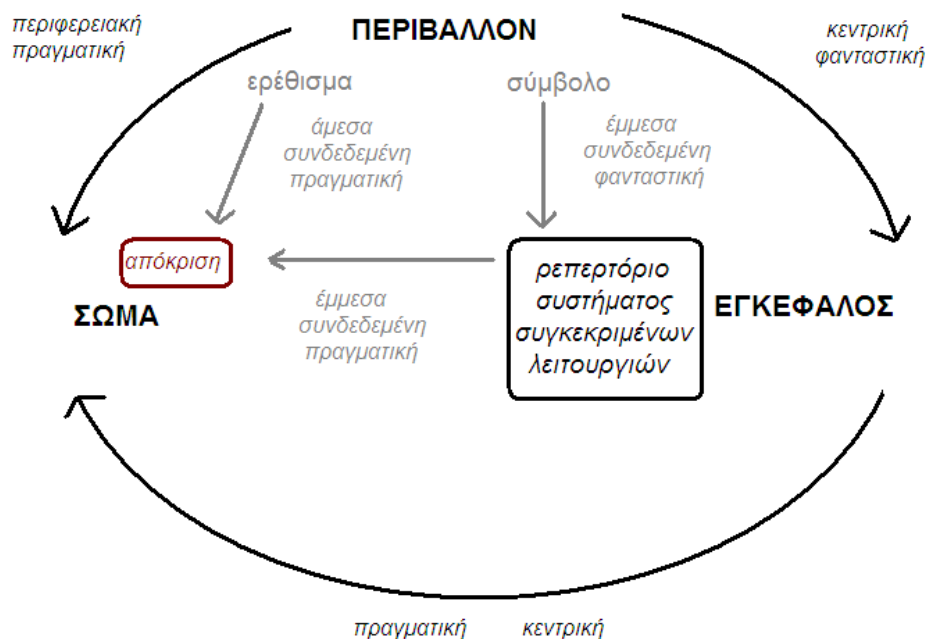 περιφερειακή
πραγματική
ΠΕΡΙΒΑΛΛΟΝ
κεντρική
φανταστική
ερέθισμα
σύμβολο
άμεσα
συνδεδεμένη
πραγματική
έμμεσα
συνδεδεμένη
φανταστική
απόκριση
ΣΩΜΑ
έμμεσα
συνδεδεμένη
πραγματική
ρεπερτόριο
συστήματος
συγκεκριμένων
λειτουργιών
ΕΓΚΕΦΑΛΟΣ
πραγματική κεντρική